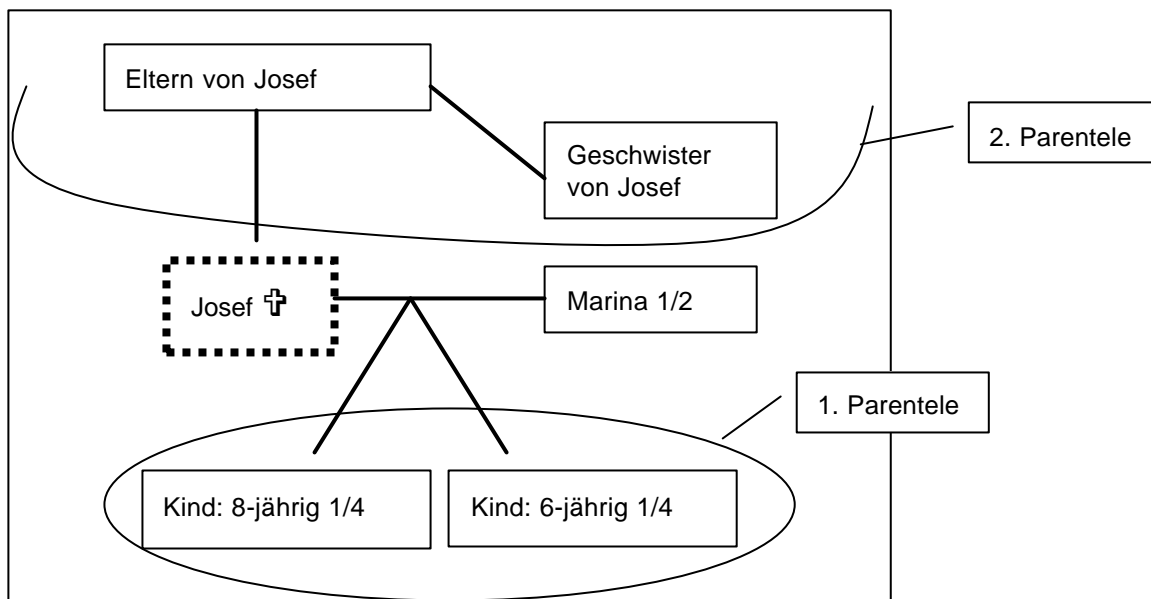 Eltern von Josef
2. Parentele
Geschwister
von Josef
Josef ✞
Marina 1/2
1. Parentele
Kind: 8-jährig 1/4
Kind: 6-jährig 1/4